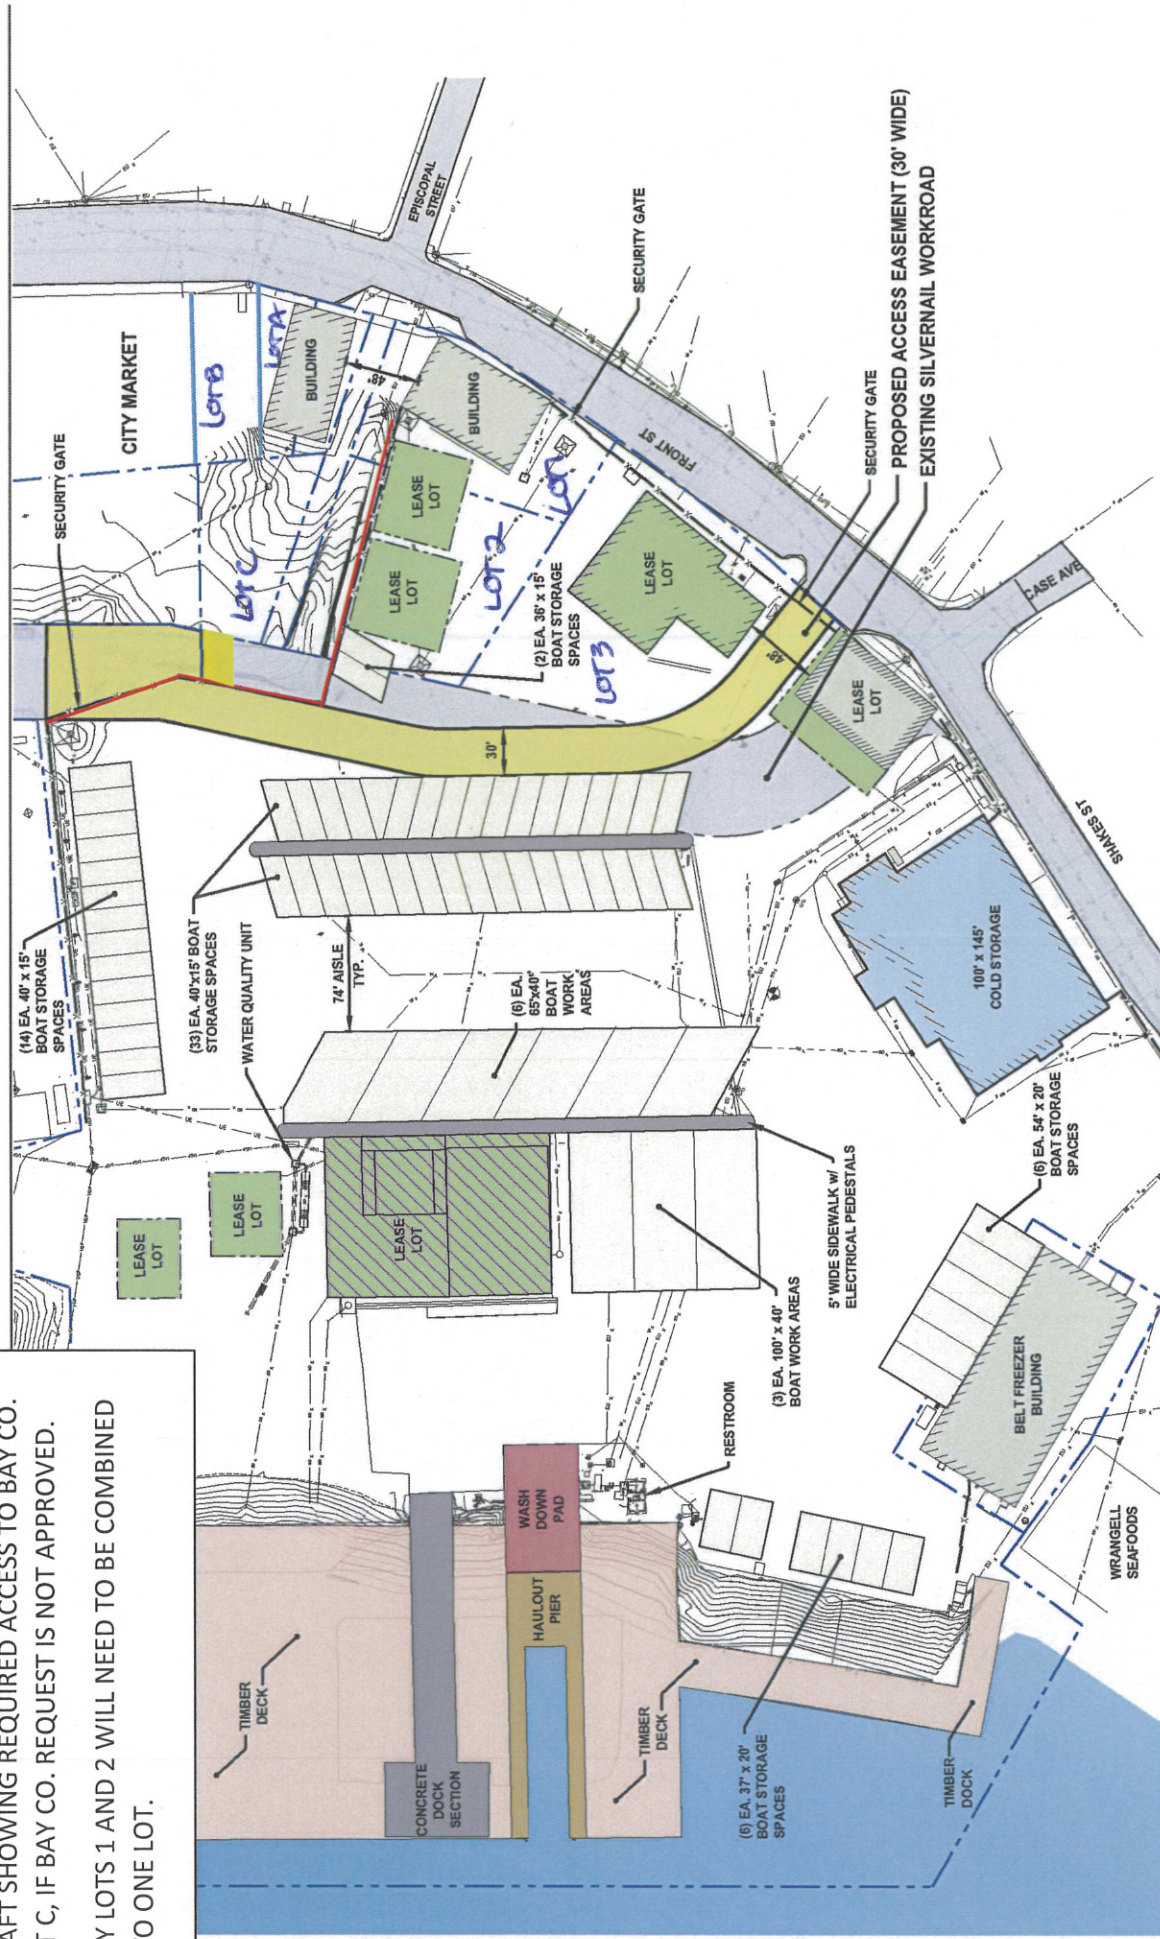 AFT SHOWING REQUIRED ACCESS TO BAY CO.
T C, IF BAY CO. REQUEST IS NOT APPROVED.
Y LOTS 1 AND 2 WILL NEED TO BE COMBINED
TO ONE LOT.
EPISCOPAL
STREET
CITY MARKET
SECURITY GATE
LOT B
LOT A
BUILDING
48'
LOT C
BUILDING
SECURITY GATE
FRONT ST
LEASE
LOT
LEASE
LOT
LOT 2
LOT
(2) EA. 36' x 15'
BOAT STORAGE
SPACES
LEASE
LOT
LOT 3
SECURITY GATE
PROPOSED ACCESS EASEMENT (30' WIDE)
EXISTING SILVERNAIL WORKROAD
CASE AVE
48'
LEASE
LOT
30'
SHAKES ST
(14) EA. 40' x 15'
BOAT STORAGE
SPACES
(33) EA. 40'x15' BOAT
STORAGE SPACES
WATER QUALITY UNIT
74' AISLE
TYP.
(6) EA.
65'x40'
BOAT
WORK
AREAS
100' x 145'
COLD STORAGE
LEASE
LOT
LEASE
LOT
LEASE
LOT
5' WIDE SIDEWALK w/
ELECTRICAL PEDESTALS
(6) EA. 54' x 20'
BOAT STORAGE
SPACES
(3) EA. 100' x 40'
BOAT WORK AREAS
RESTROOM
BELT FREEZER
BUILDING
WASH
DOWN
PAD
HAULOUT
PIER
WRANGELL
SEAFOODS
TIMBER
DECK
CONCRETE
DOCK
SECTION
TIMBER
DECK
(6) EA. 37' x 20'
BOAT STORAGE
SPACES
TIMBER
DOCK